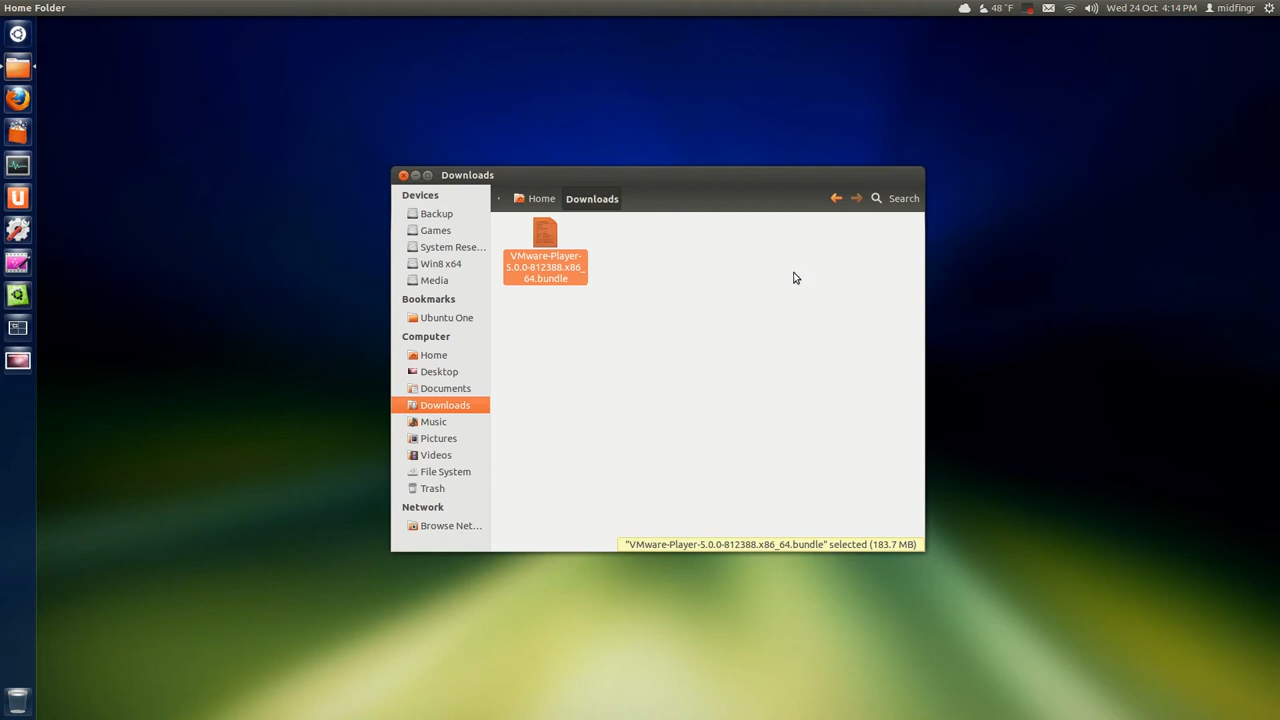 Home Folder
48 °F
Wed 24 Oct 4:14 PM
midfingr
Downloads
Devices
Backup
Games
System Rese...
Win8 x64
Media
Bookmarks
Ubuntu One
Computer
Home
Desktop
Documents
Downloads
Music
Pictures
Videos
File System
Trash
Network
Browse Net...
Home
Downloads
Search
VMware-Player-
5.0.0-812388.x86_
64.bundle
"VMware-Player-5.0.0-812388.x86_64.bundle" selected (183.7 MB)